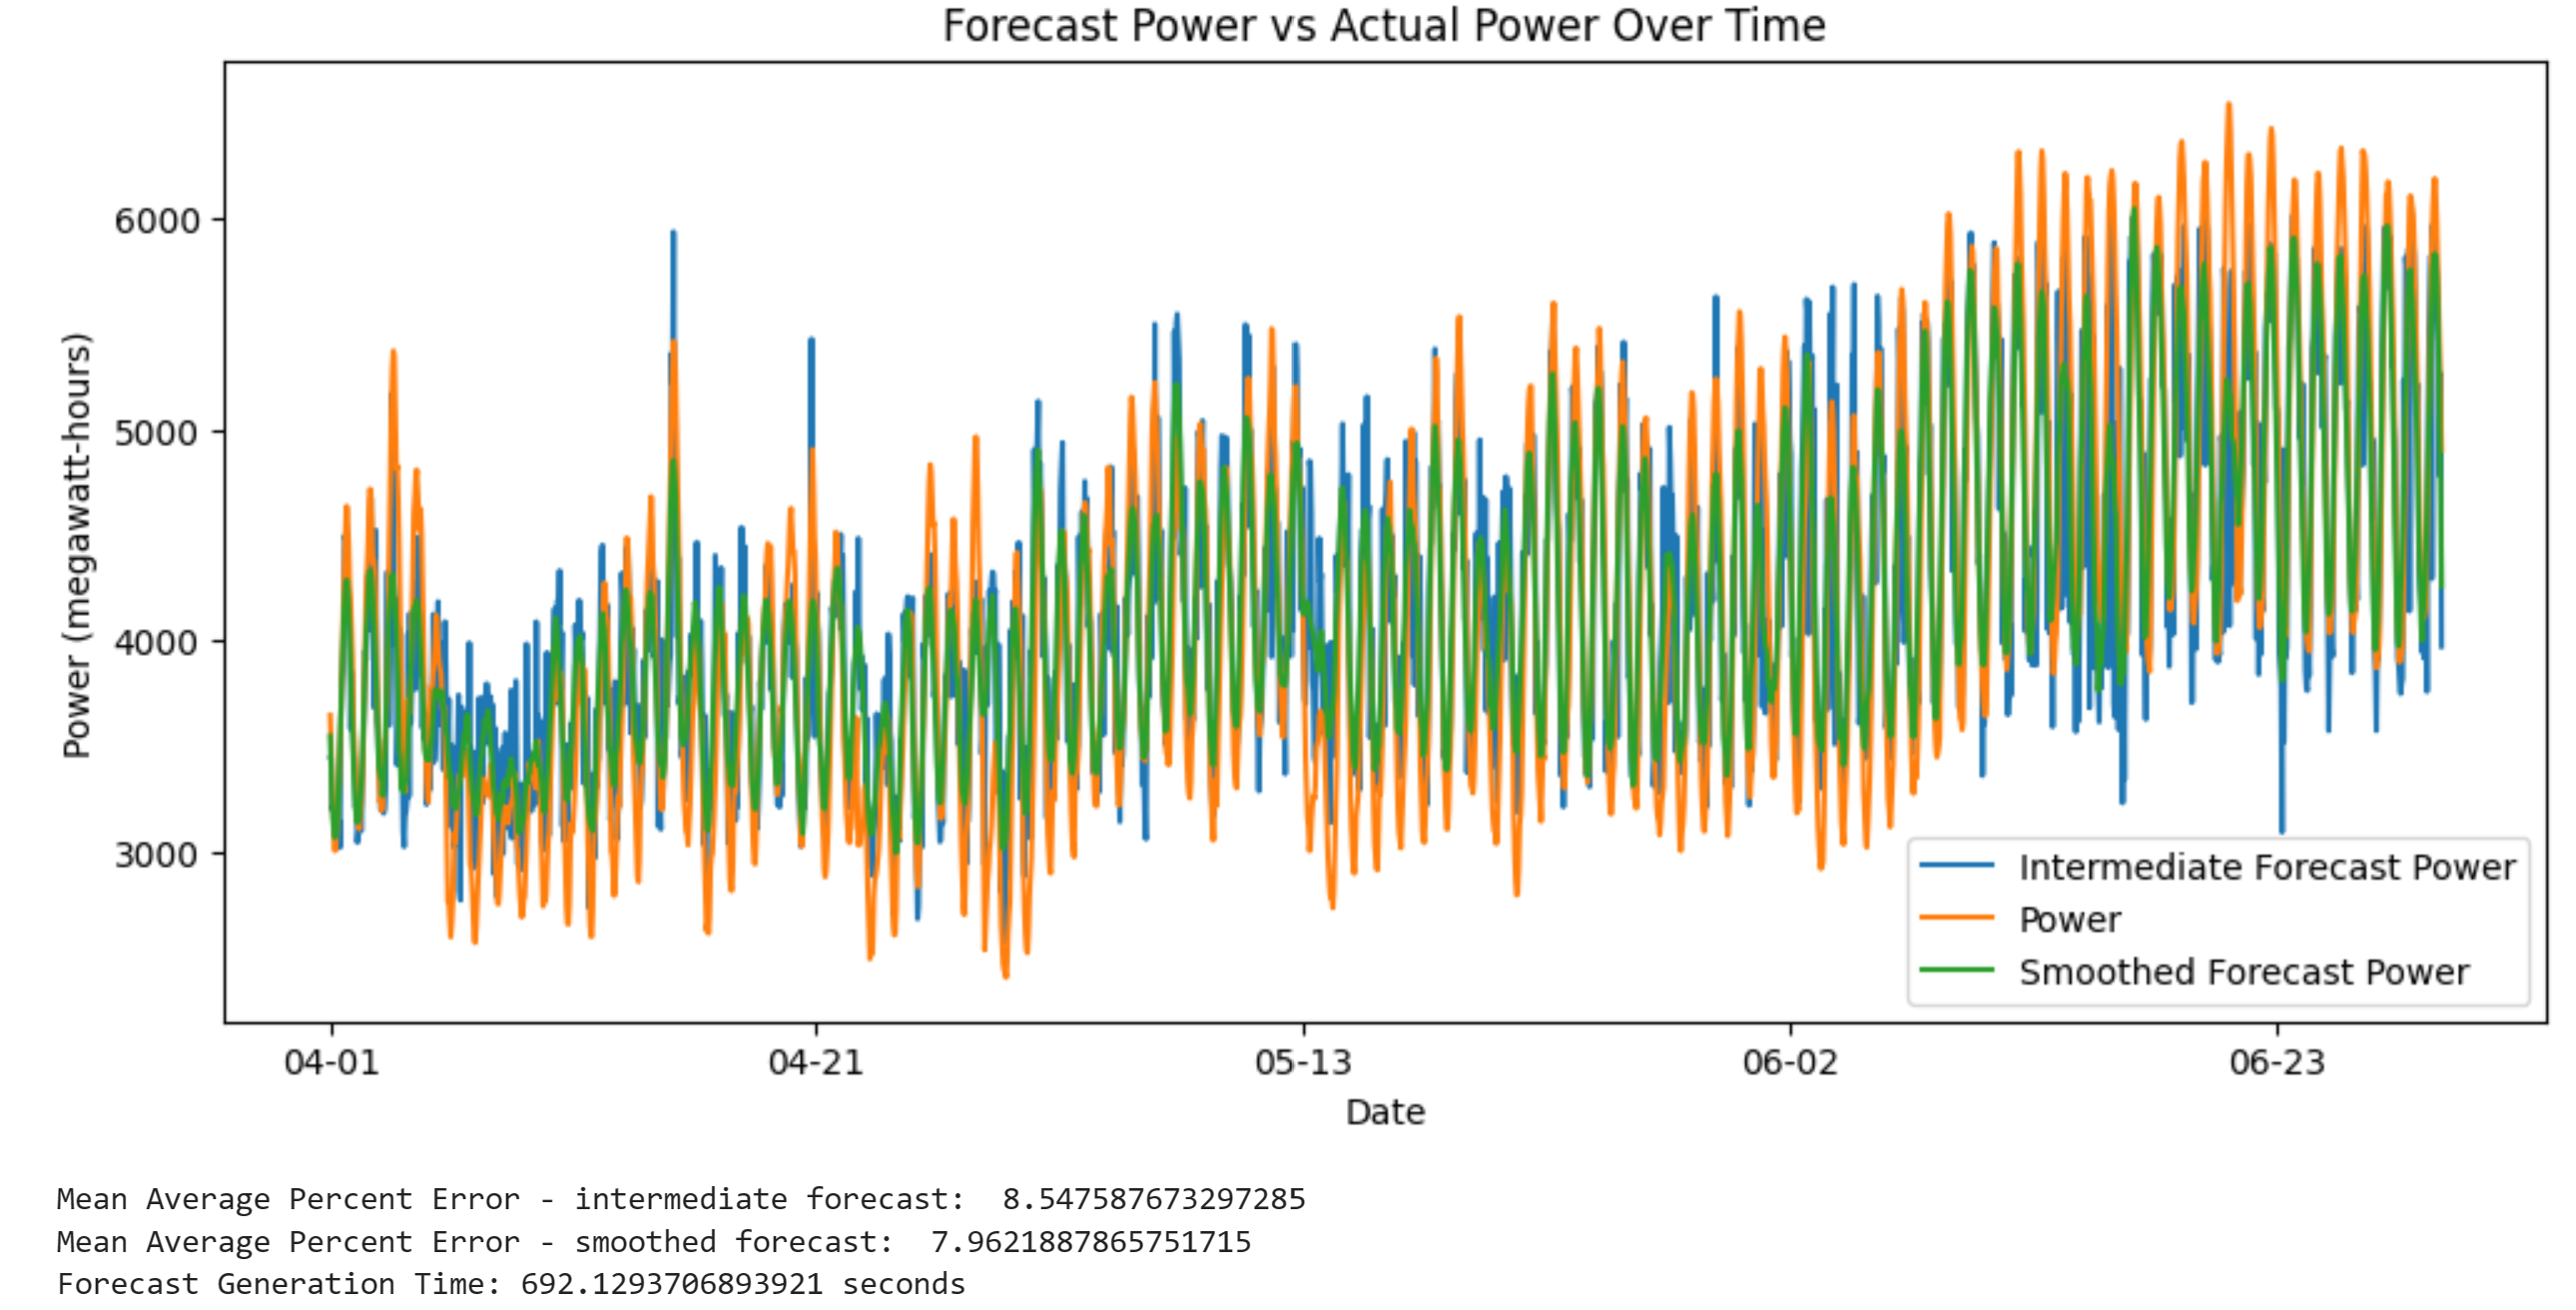 Forecast Power vs Actual Power Over Time
6000
5000
4000
3000
Power (megawatt-hours)
Intermediate Forecast Power
Power
Smoothed Forecast Power
04-01 04-21 05-13 06-02 06-23
Date
Mean Average Percent Error - intermediate forecast:  8.547587673297285
Mean Average Percent Error - smoothed forecast:  7.9621887865751715
Forecast Generation Time: 692.1293706893921 seconds